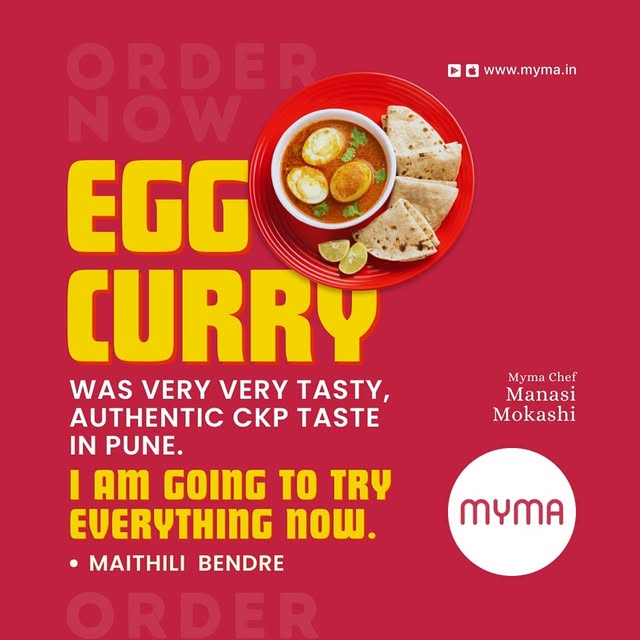 ORDER
NOW
www.myma.in
EGG
CURRY
WAS VERY VERY TASTY,
AUTHENTIC CKP TASTE
IN PUNE.
I AM GOING TO TRY
EVERYTHING NOW.
• MAITHILI BENDRE
Myma Chef
Manasi
Mokashi
MYMA
ORDER